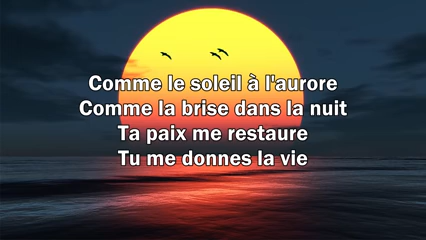 Comme le soleil à l'aurore
Comme la brise dans la nuit
Ta paix me restaure
Tu me donnes la vie